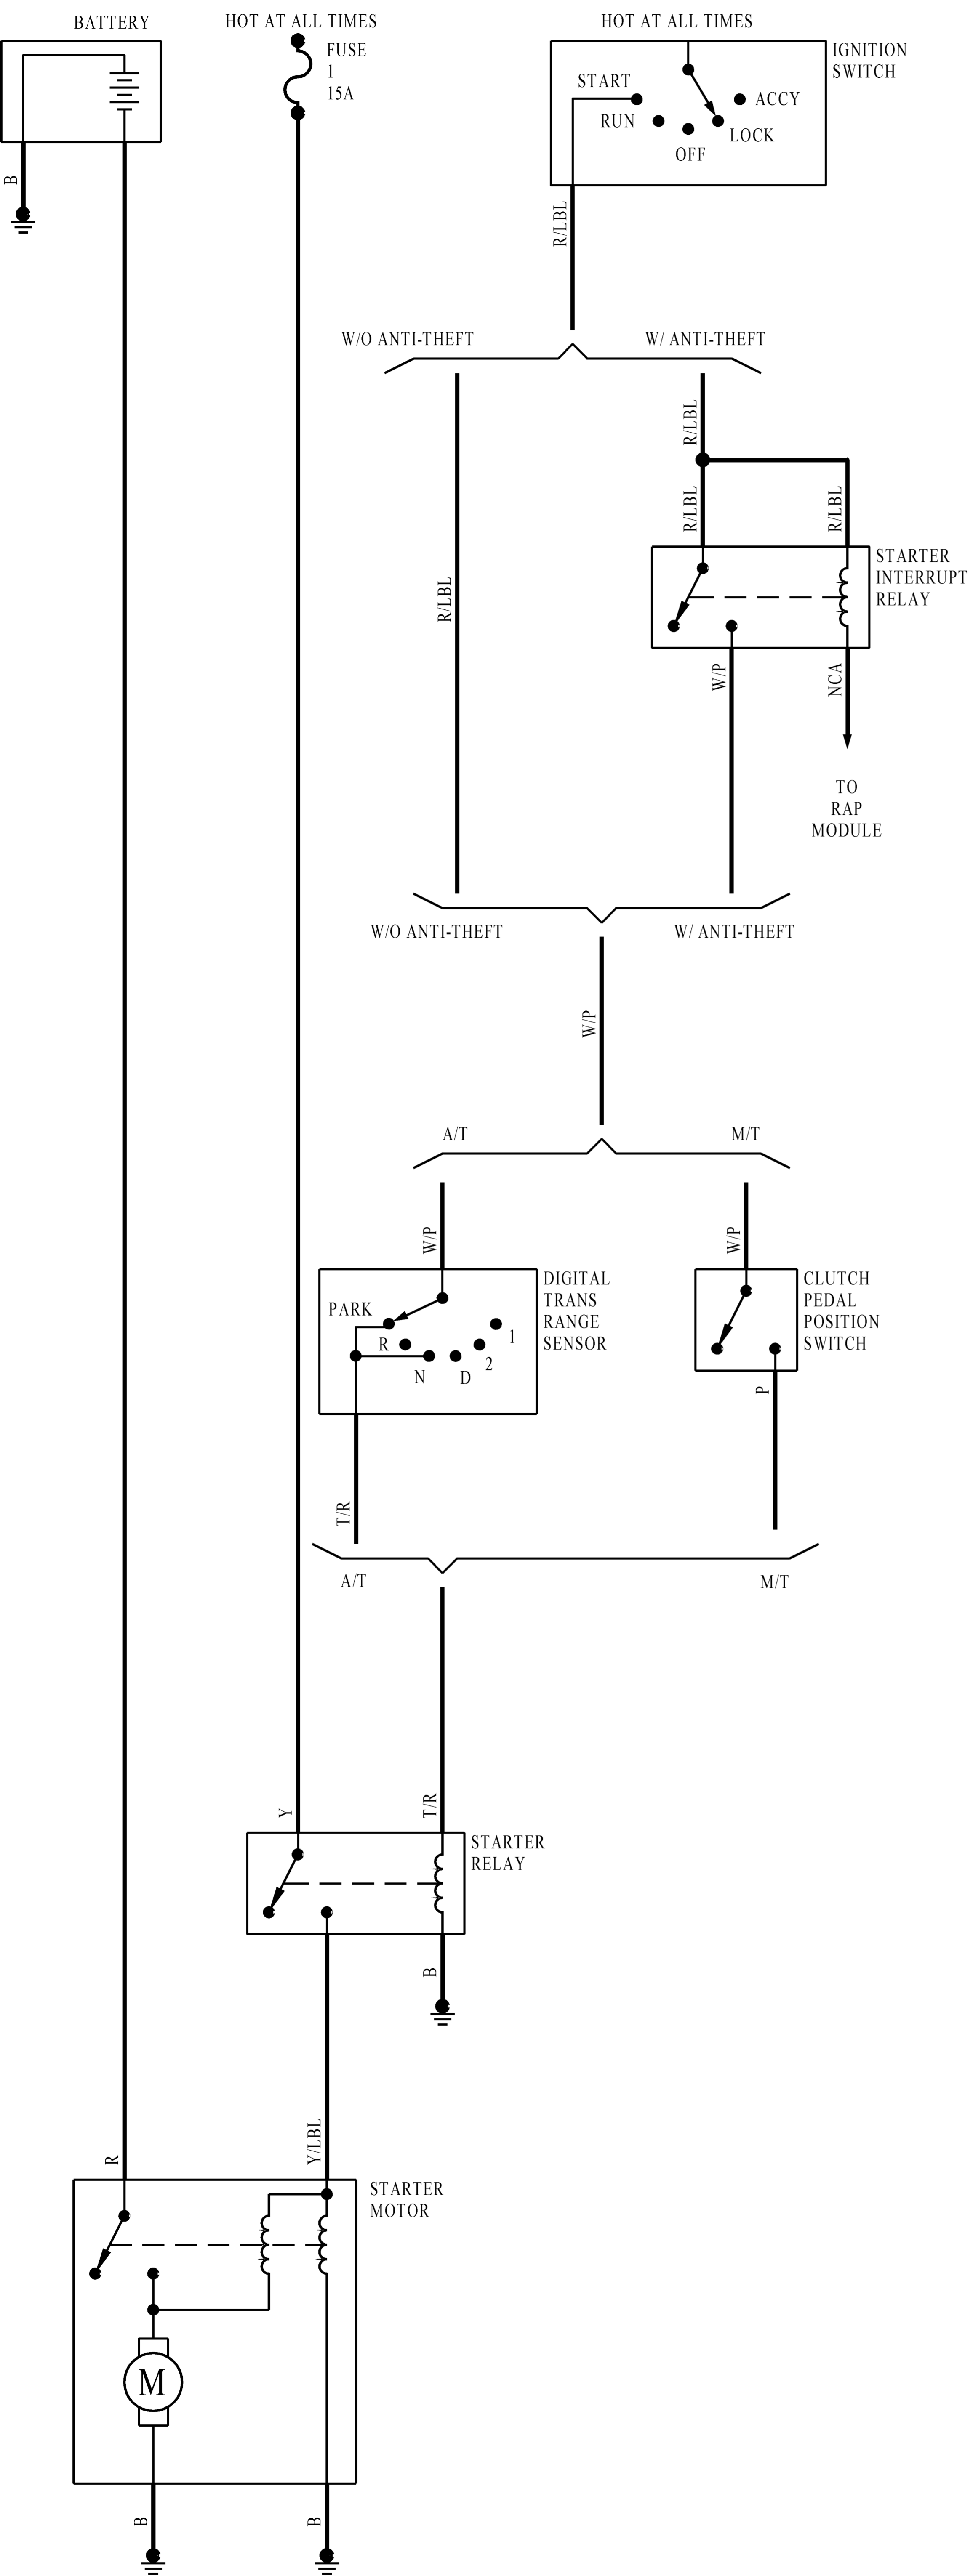 BATTERY
HOT AT ALL TIMES
HOT AT ALL TIMES
FUSE
1
15A
IGNITION
SWITCH
START
ACCY
RUN
LOCK
OFF
B
R/LBL
W/O ANTI-THEFT
W/ ANTI-THEFT
R/LBL
R/LBL
R/LBL
R/LBL
STARTER
INTERRUPT
RELAY
W/P
NCA
TO
RAP
MODULE
W/O ANTI-THEFT
W/ ANTI-THEFT
W/P
A/T
M/T
W/P
W/P
DIGITAL
TRANS
RANGE
SENSOR
PARK
R
N
D
2
1
CLUTCH
PEDAL
POSITION
SWITCH
P
T/R
A/T
M/T
Y
T/R
STARTER
RELAY
B
R
Y/LBL
STARTER
MOTOR
M
B
B